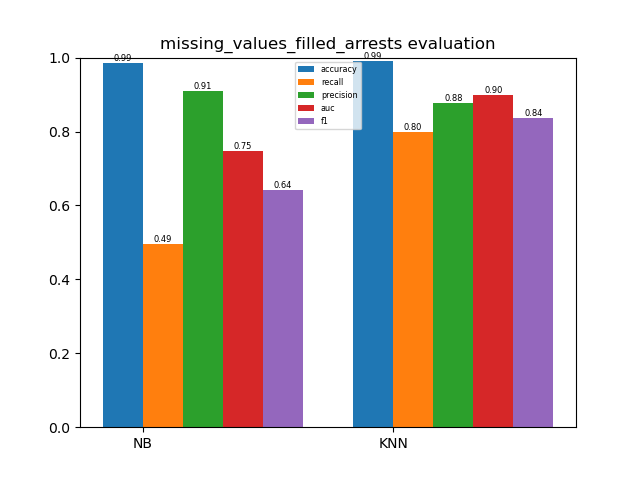 missing_values_filled_arrests evaluation
1.0
0.8
0.6
0.4
0.2
0.0
0.99
0.49
0.91
0.75
0.64
0.99
0.80
0.88
0.90
0.84
accuracy
recall
precision
auc
f1
NB
KNN